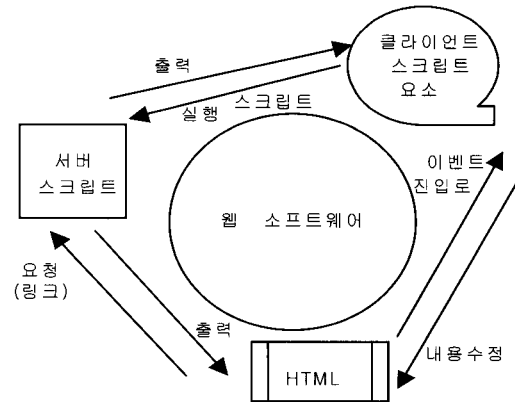 클라이언트
스크립트
요소
출력
실행 스크립트
서버
스크립트
이벤트
진입로
웹 소프트웨어
요청
(링크)
출력
내용수정
HTML